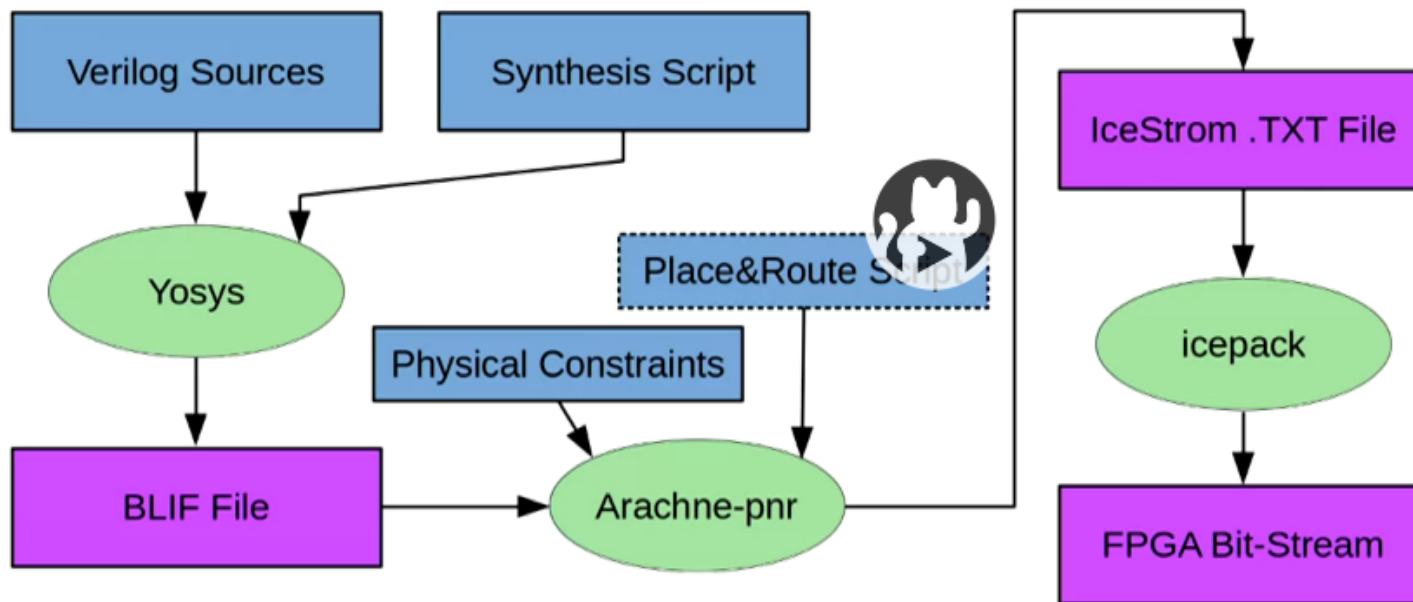 Verilog Sources
Synthesis Script
IceStrom .TXT File
Yosys
Place&Route Script
Physical Constraints
icepack
BLIF File
Arachne-pnr
FPGA Bit-Stream